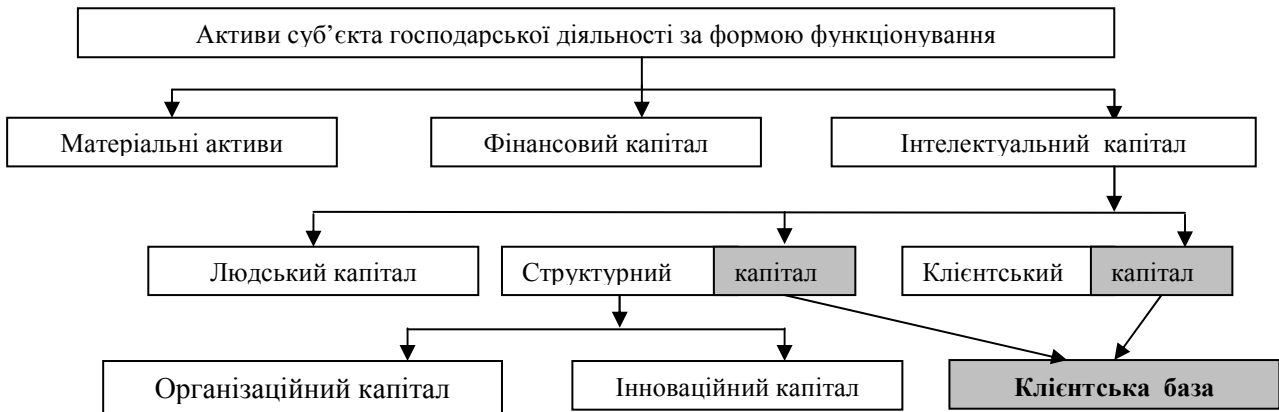 Активи суб’єкта господарської діяльності за формою функціонування
Матеріальні активи
Фінансовий капітал
Інтелектуальний капітал
Людський капітал
Структурний капітал
Клієнтський капітал
Організаційний капітал
Інноваційний капітал
Клієнтська база